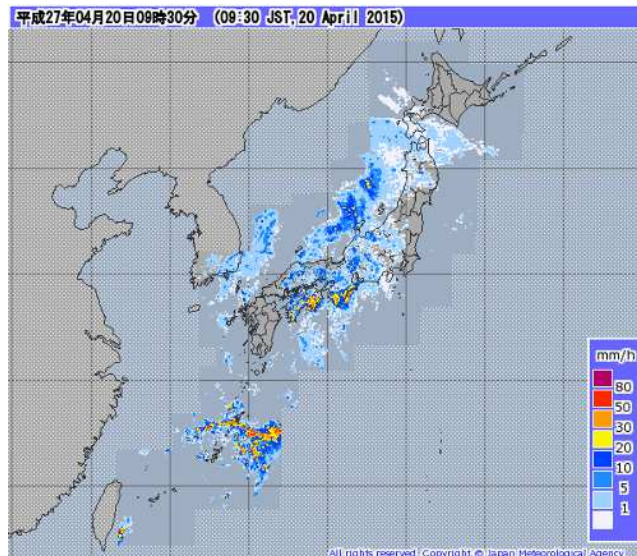 平成27年04月20日09時30分 (09:30 JST,20 April 2015)
mm/h
80
50
30
20
10
5
1
All rights reserved. Copyright © Japan Meteorological Agency